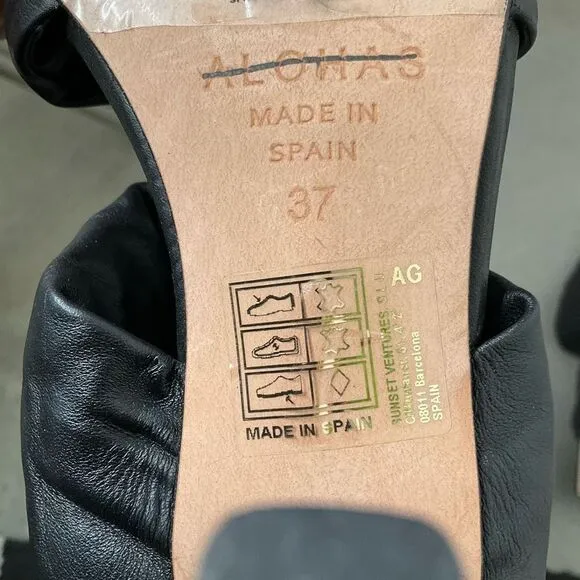 ALOHAS
MADE IN
SPAIN
37
AG
SUNSET VENTURES, S.L.U
08011 Barcelona
SPAIN
MADE IN SPAIN